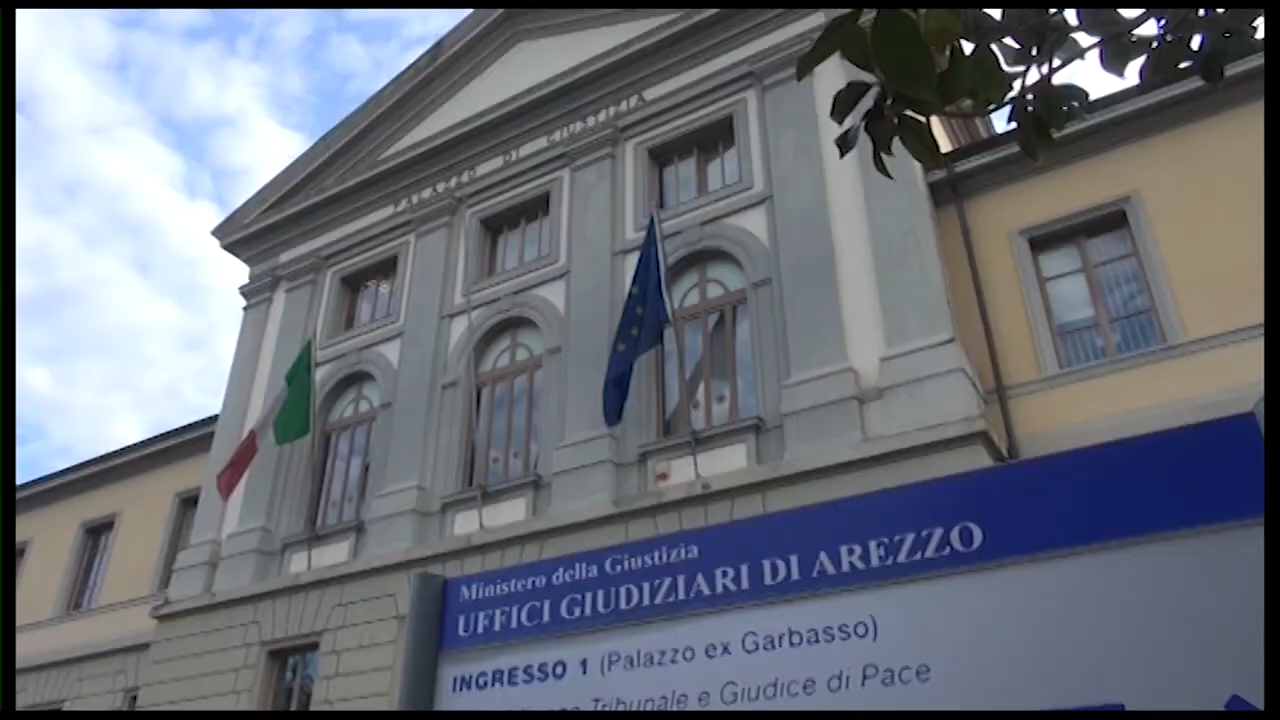 PALAZZO DI GIUSTIZIA
Ministero della Giustizia
UFFICI GIUDIZIARI DI AREZZO
INGRESSO 1 (Palazzo ex Garbasso)
Tribunale e Giudice di Pace